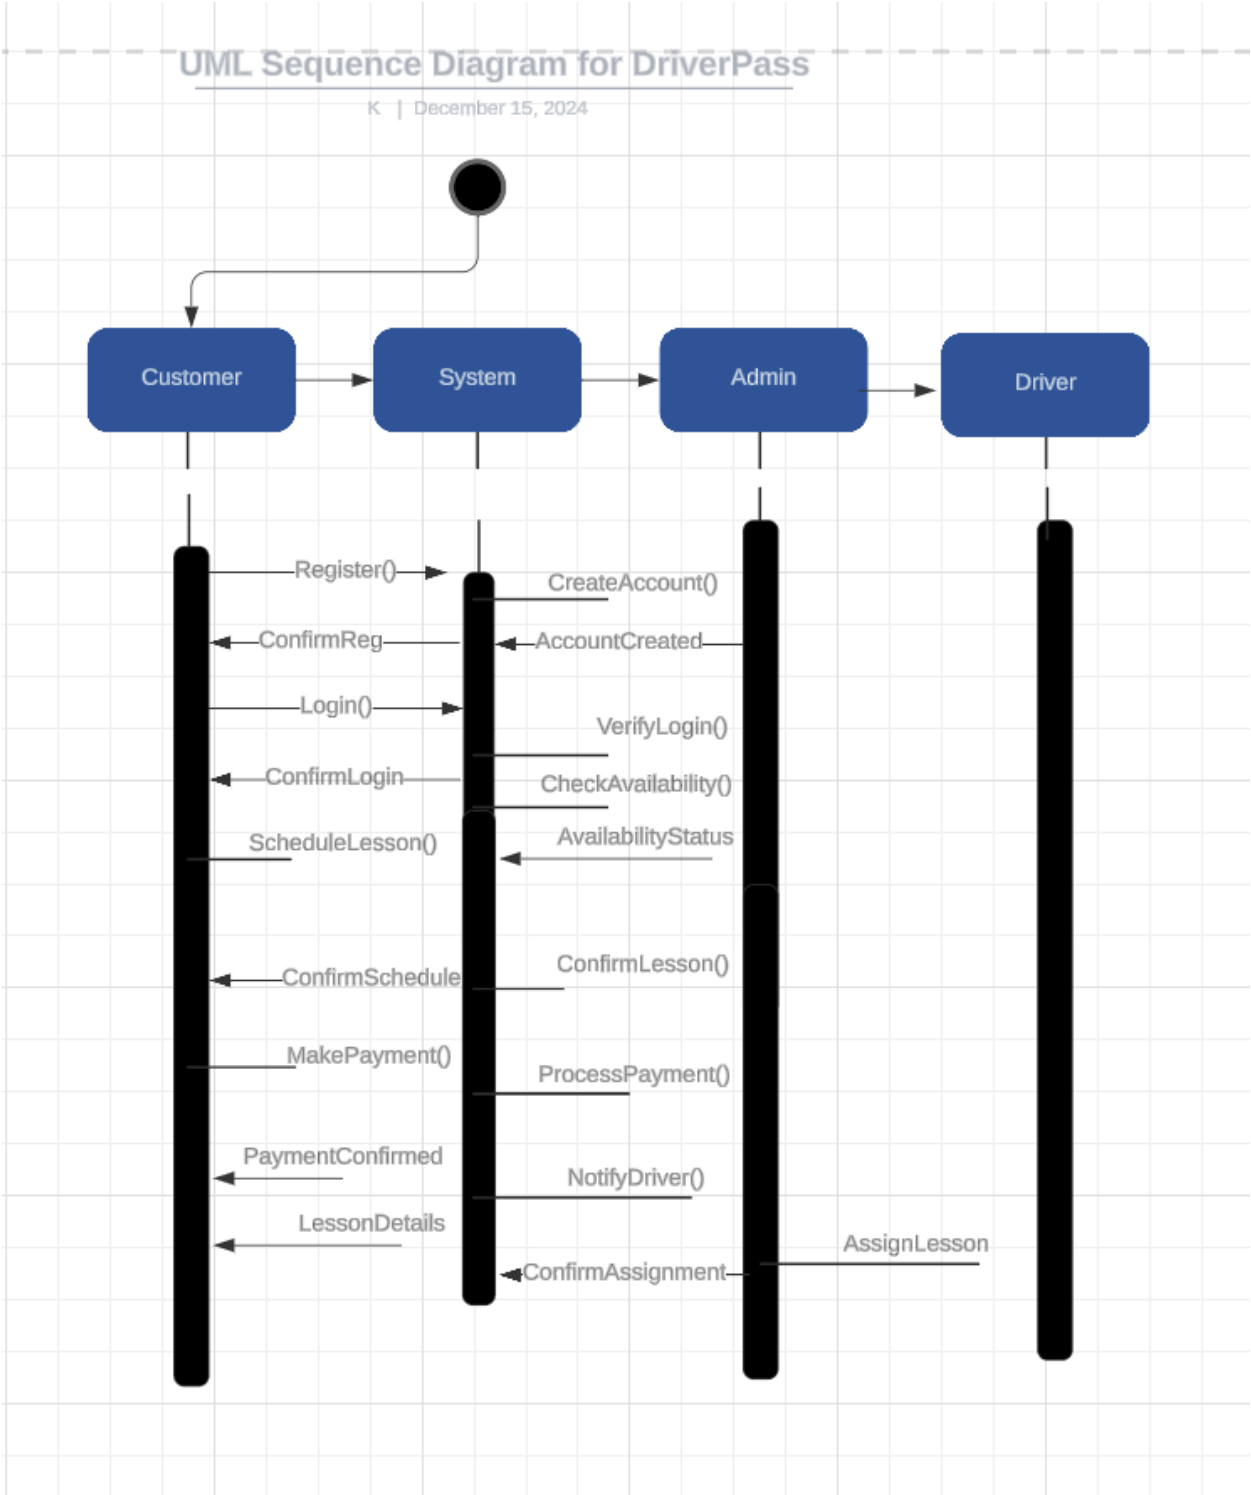 UML Sequence Diagram for DriverPass
K | December 15, 2024
Customer
System
Admin
Driver
Register()
CreateAccount()
ConfirmReg
AccountCreated
Login()
VerifyLogin()
ConfirmLogin
CheckAvailability()
ScheduleLesson()
AvailabilityStatus
ConfirmSchedule
ConfirmLesson()
MakePayment()
ProcessPayment()
PaymentConfirmed
NotifyDriver()
LessonDetails
AssignLesson
ConfirmAssignment